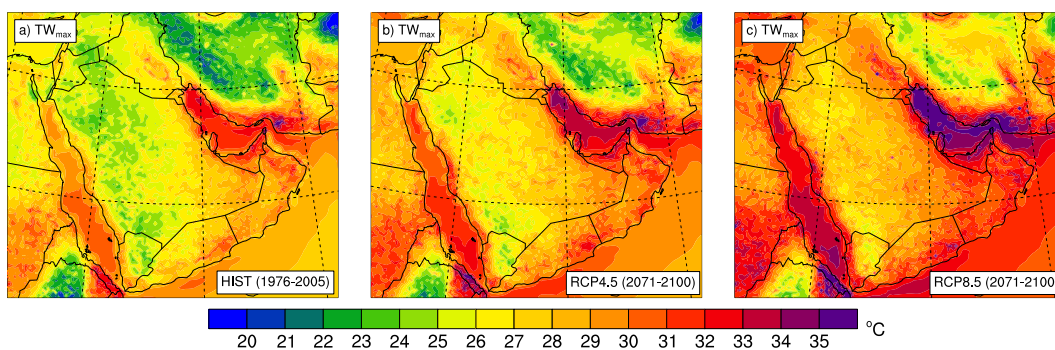 a) TWmax
b) TWmax
c) TWmax
HIST (1976-2005)
RCP4.5 (2071-2100)
RCP8.5 (2071-2100
20 21 22 23 24 25 26 27 28 29 30 31 32 33 34 35
oC